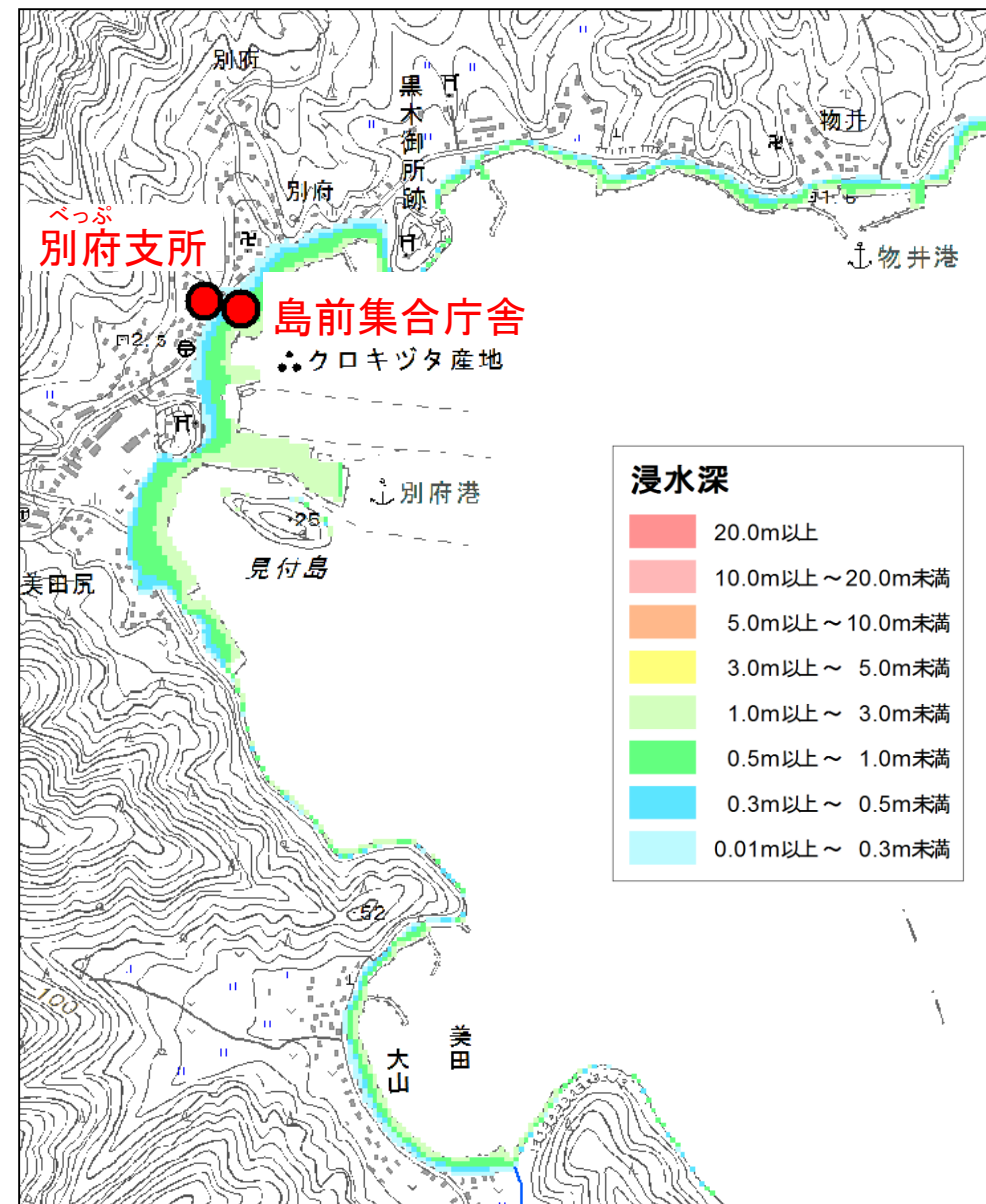 別府
黒木御所跡
物井
別府
1.6
べっぷ
別府支所
物井港
島前集合庁舎
2.5
クロキヅタ産地
別府港
25
見付島
美田尻
浸水深
20.0m以上
10.0m以上～20.0m未満
5.0m以上～10.0m未満
3.0m以上～ 5.0m未満
1.0m以上～ 3.0m未満
0.5m以上～ 1.0m未満
0.3m以上～ 0.5m未満
0.01m以上～ 0.3m未満
52
100
美田
大山